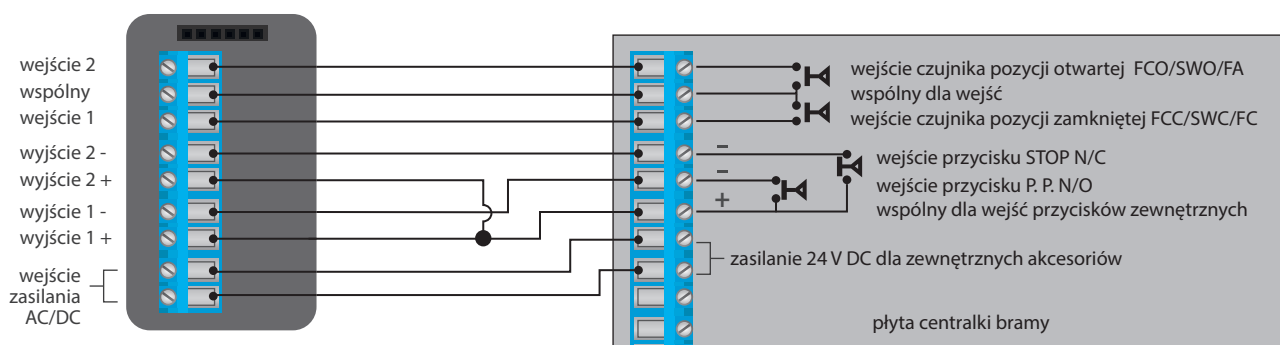 wejście 2
wspólny
wejście 1
wyjście 2 -
wyjście 2 +
wyjście 1 -
wyjście 1 +
wejście
zasilania
AC/DC
wejście czujnika pozycji otwartej FCO/SWO/FA
wspólny dla wejść
wejście czujnika pozycji zamkniętej FCC/SWC/FC
–
wejście przycisku STOP N/C
–
wejście przycisku P. P. N/O
+
wspólny dla wejść przycisków zewnętrznych
zasilanie 24 V DC dla zewnętrznych akcesoriów
płyta centralki bramy